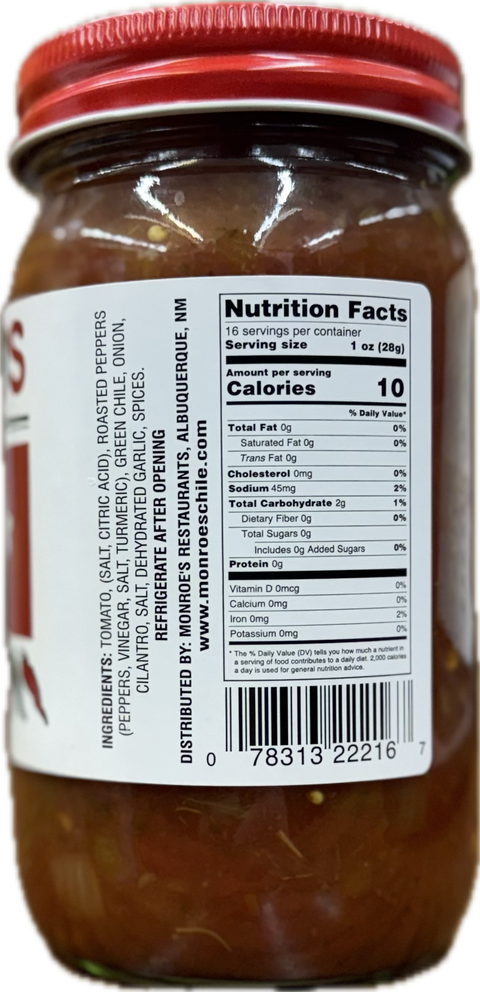 S
INGREDIENTS: TOMATO, (SALT, CITRIC ACID), ROASTED PEPPERS
(PEPPERS, VINEGAR, SALT, TURMERIC), GREEN CHILE, ONION,
CILANTRO, SALT, DEHYDRATED GARLIC, SPICES.
REFRIGERATE AFTER OPENING
DISTRIBUTED BY: MONROE'S RESTAURANTS, ALBUQUERQUE, NM
www.monroeschile.com
Nutrition Facts
16 servings per container
Serving size 1 oz (28g)
Amount per serving
Calories 10
% Daily Value*
Total Fat 0g 0%
Saturated Fat 0g 0%
Trans Fat 0g
Cholesterol 0mg 0%
Sodium 45mg 2%
Total Carbohydrate 2g 1%
Dietary Fiber 0g 0%
Total Sugars 0g
Includes 0g Added Sugars 0%
Protein 0g
Vitamin D 0mcg 0%
Calcium 0mg 0%
Iron 0mg 2%
Potassium 0mg 0%
* The % Daily Value (DV) tells you how much a nutrient in
a serving of food contributes to a daily diet. 2,000 calories
a day is used for general nutrition advice.
0 78313 22216 7